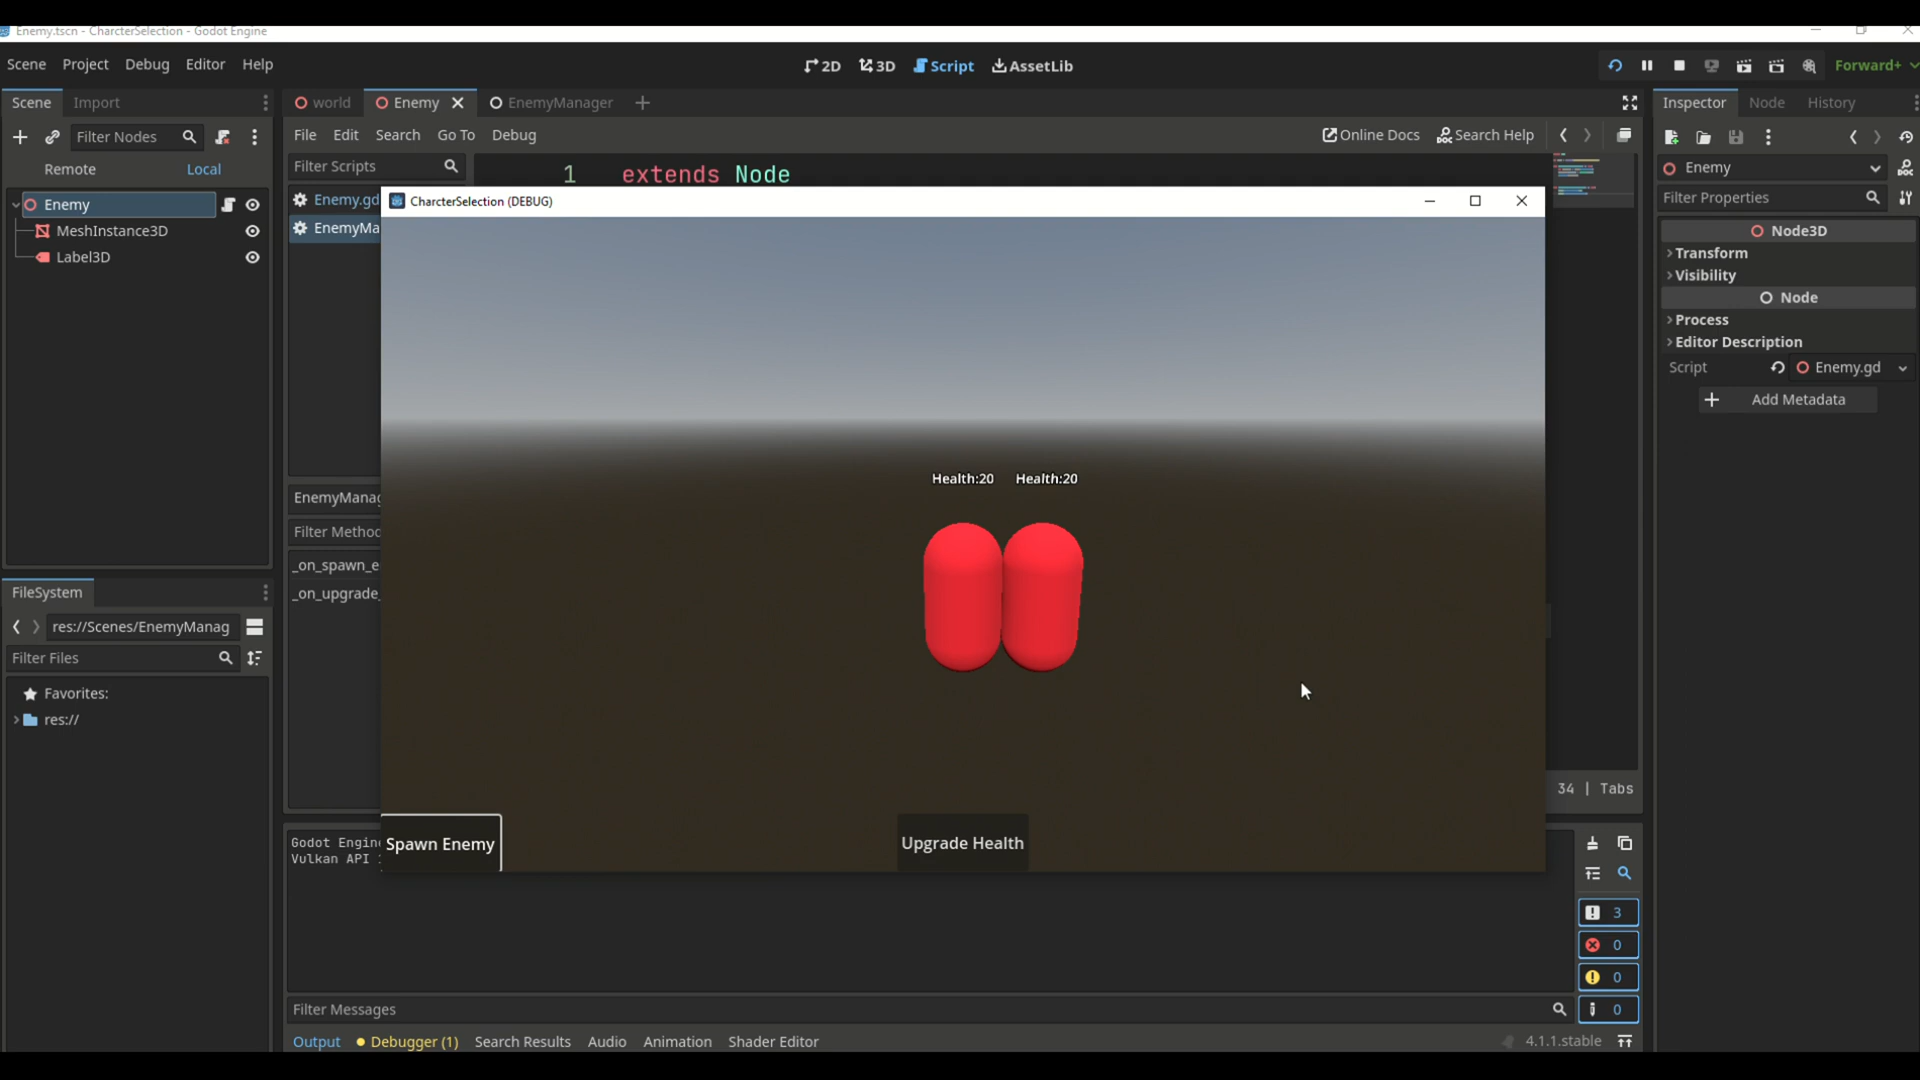 Enemy.tscn - CharcterSelection - Godot Engine
Scene Project Debug Editor Help
2D 3D Script AssetLib
Forward+
Scene Import
world Enemy EnemyManager
Inspector Node History
Filter Nodes
File Edit Search Go To Debug
Online Docs Search Help
Remote Local
Filter Scripts
1 extends Node
Enemy
Filter Properties
Enemy
MeshInstance3D
Label3D
Enemy.gd
EnemyMa
CharcterSelection (DEBUG)
Node3D
Transform
Visibility
Node
Process
Editor Description
Script Enemy.gd
Add Metadata
Health:20 Health:20
EnemyManag
Filter Method
_on_spawn_e
_on_upgrade_
FileSystem
res://Scenes/EnemyManag
Filter Files
Favorites:
res://
34 | Tabs
Spawn Enemy
Upgrade Health
Godot Engin
Vulkan API
3
0
0
0
Filter Messages
Output Debugger (1) Search Results Audio Animation Shader Editor
4.1.1.stable